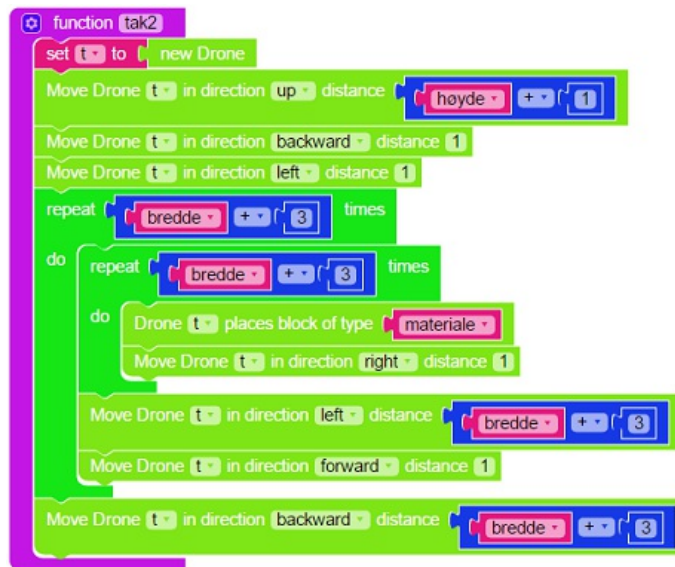 function tak2
set t to new Drone
Move Drone t in direction up distance høyde + 1
Move Drone t in direction backward distance 1
Move Drone t in direction left distance 1
repeat bredde + 3 times
do repeat bredde + 3 times
do Drone t places block of type materiale
Move Drone t in direction right distance 1
Move Drone t in direction left distance bredde + 3
Move Drone t in direction forward distance 1
Move Drone t in direction backward distance bredde + 3